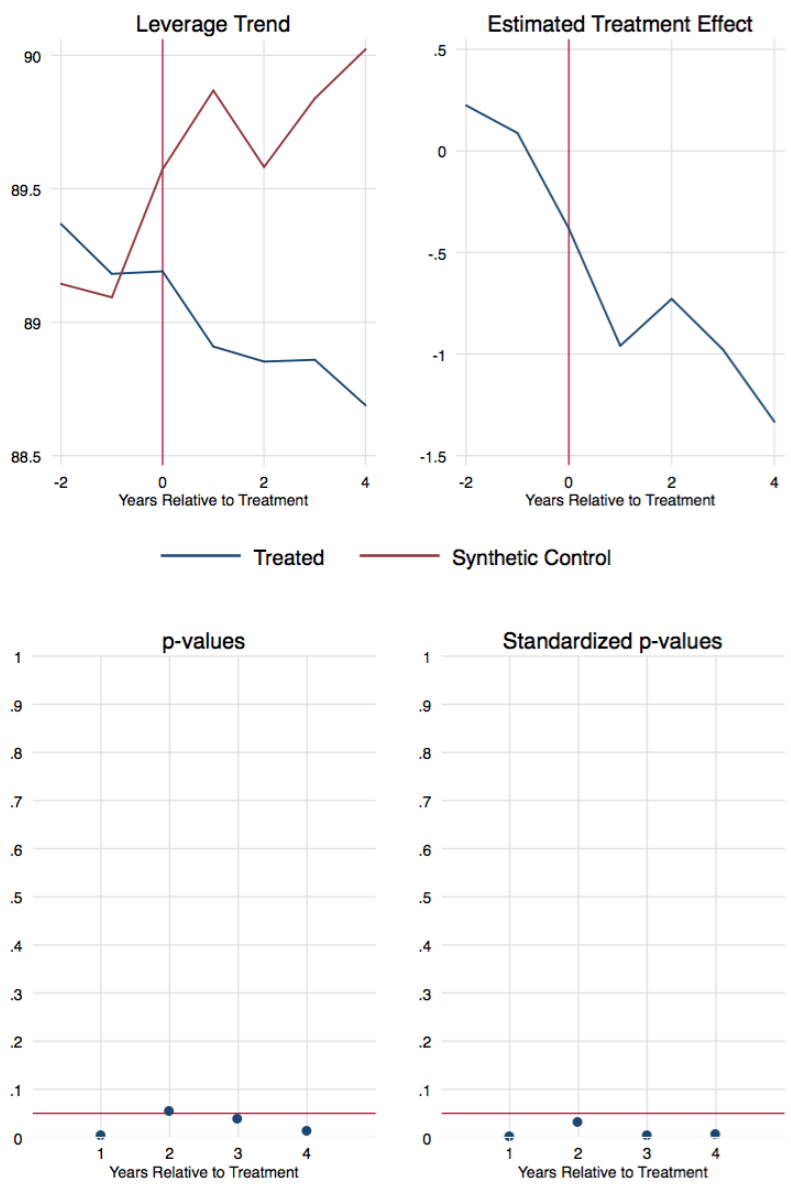 Leverage Trend
90
89.5
89
88.5
-2 0 2 4
Years Relative to Treatment
Estimated Treatment Effect
.5
0
-.5
-1
-1.5
-2 0 2 4
Years Relative to Treatment
Treated Synthetic Control
p-values
1
.9
.8
.7
.6
.5
.4
.3
.2
.1
0
1 2 3 4
Years Relative to Treatment
Standardized p-values
1
.9
.8
.7
.6
.5
.4
.3
.2
.1
0
1 2 3 4
Years Relative to Treatment